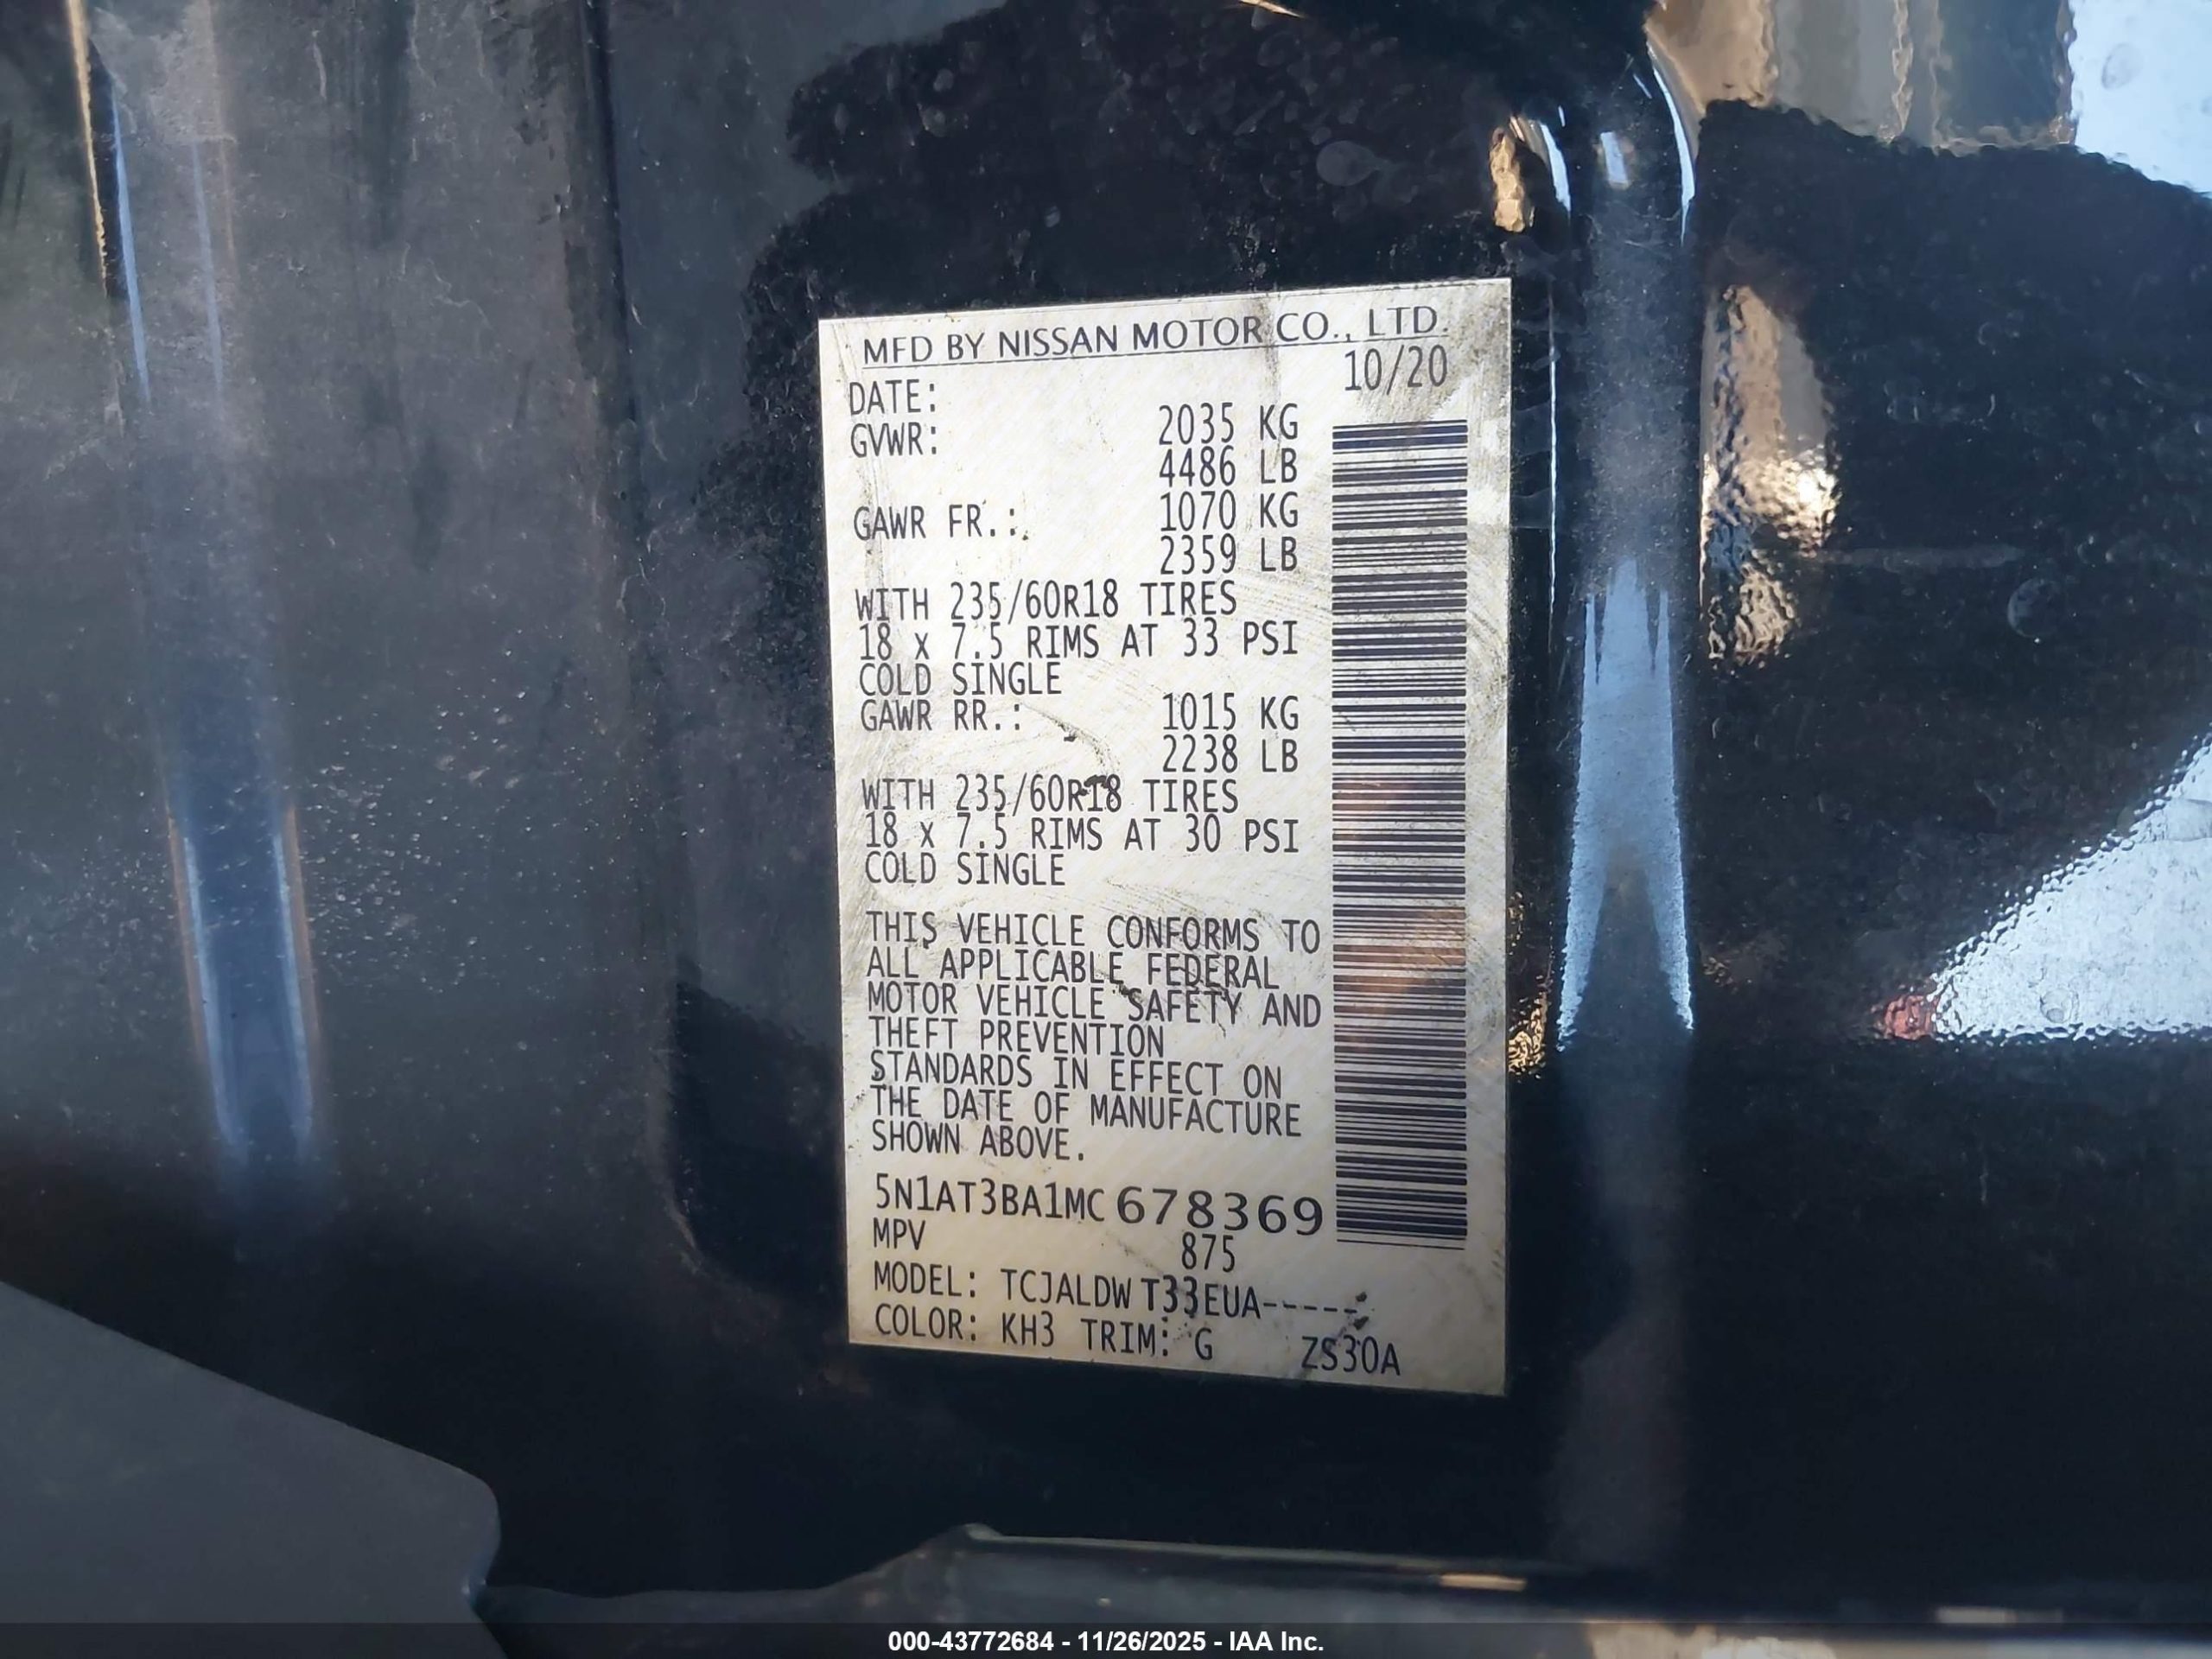 MFD BY NISSAN MOTOR CO., LTD.
DATE: 10/20
GVWR: 2035 KG
4486 LB
GAWR FR.: 1070 KG
2359 LB
WITH 235/60R18 TIRES
18 x 7.5 RIMS AT 33 PSI
COLD SINGLE
GAWR RR.: 1015 KG
2238 LB
WITH 235/60R18 TIRES
18 x 7.5 RIMS AT 30 PSI
COLD SINGLE
THIS VEHICLE CONFORMS TO
ALL APPLICABLE FEDERAL
MOTOR VEHICLE SAFETY AND
THEFT PREVENTION
STANDARDS IN EFFECT ON
THE DATE OF MANUFACTURE
SHOWN ABOVE.
5N1AT3BA1MC678369
MPV 875
MODEL: TCJALDW T33EUA-----
COLOR: KH3 TRIM: G ZS30A
000-43772684 - 11/26/2025 - IAA Inc.